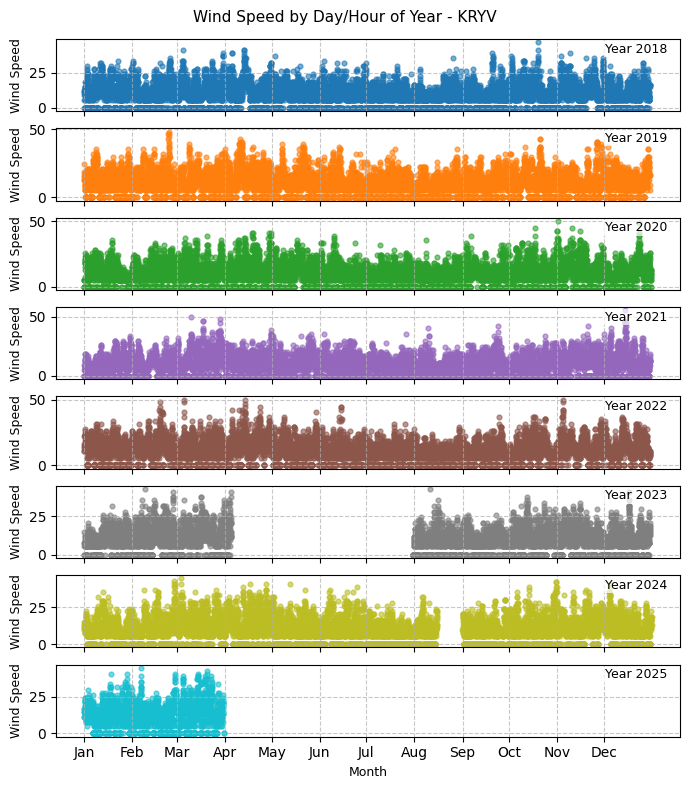 Wind Speed by Day/Hour of Year - KRYV
Wind Speed
25
0
Year 2018
Wind Speed
50
0
Year 2019
Wind Speed
50
0
Year 2020
Wind Speed
50
0
Year 2021
Wind Speed
50
0
Year 2022
Wind Speed
25
0
Year 2023
Wind Speed
25
0
Year 2024
Wind Speed
25
0
Year 2025
Jan Feb Mar Apr May Jun Jul Aug Sep Oct Nov Dec
Month